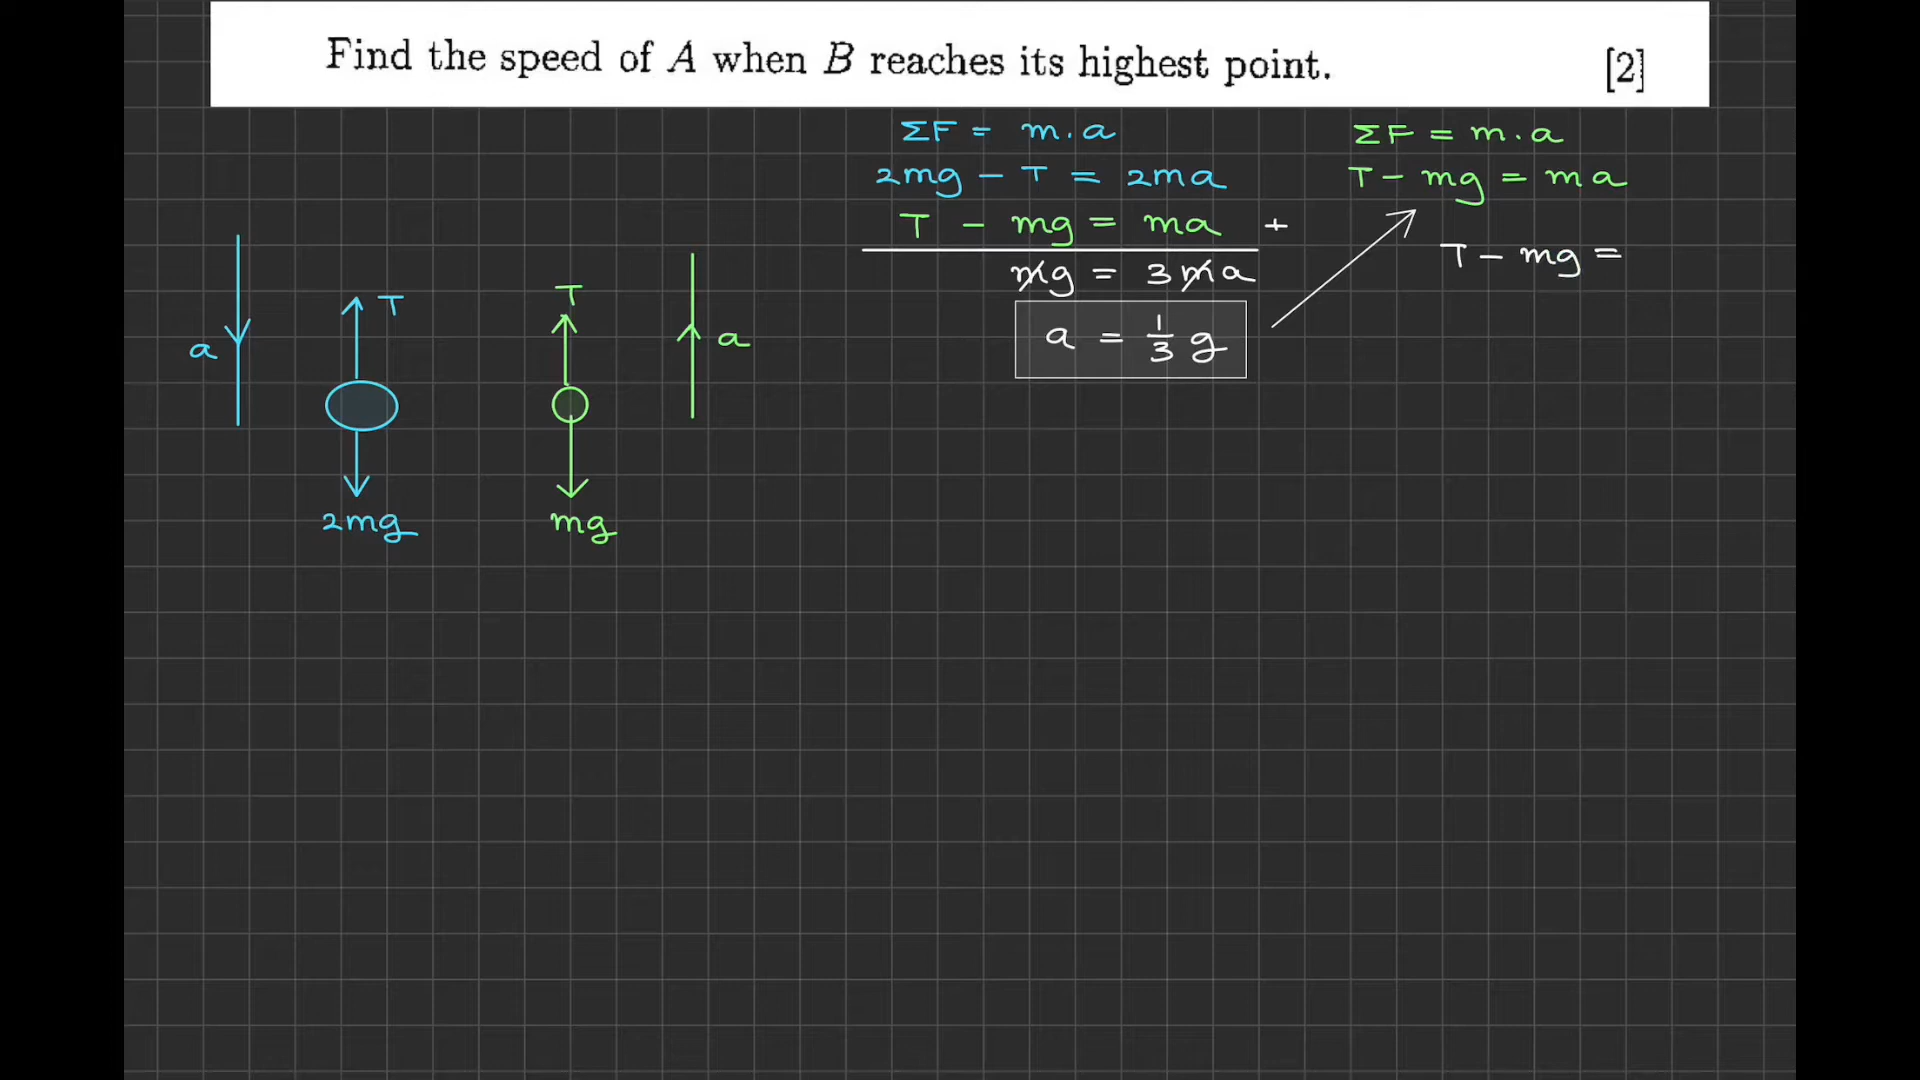 Find the speed of A when B reaches its highest point. [2]
ΣF = m.a
2mg - T = 2ma
T - mg = ma +
mg = 3ma
a = 1/3 g
ΣF = m.a
T - mg = ma
T - mg =
a
T
2mg
T
mg
a